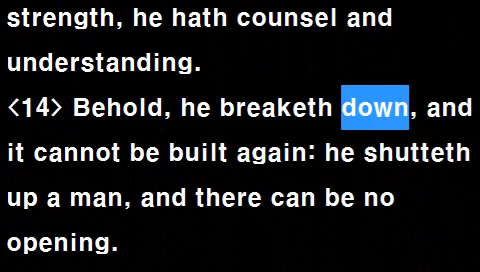 strength, he hath counsel and
understanding.
<14> Behold, he breaketh down, and
it cannot be built again: he shutteth
up a man, and there can be no
opening.